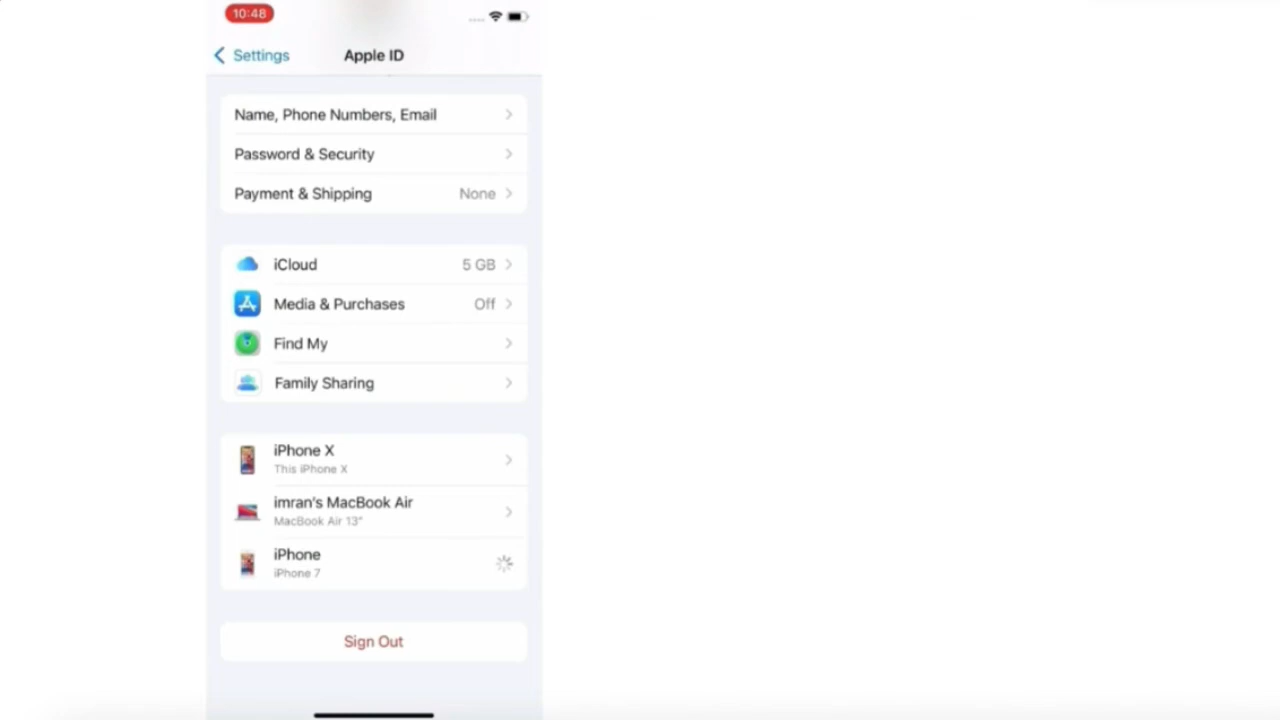 10:48
Settings
Apple ID
Name, Phone Numbers, Email
Password & Security
Payment & Shipping None
iCloud 5 GB
Media & Purchases Off
Find My
Family Sharing
iPhone X
This iPhone X
imran's MacBook Air
MacBook Air 13"
iPhone
iPhone 7
Sign Out